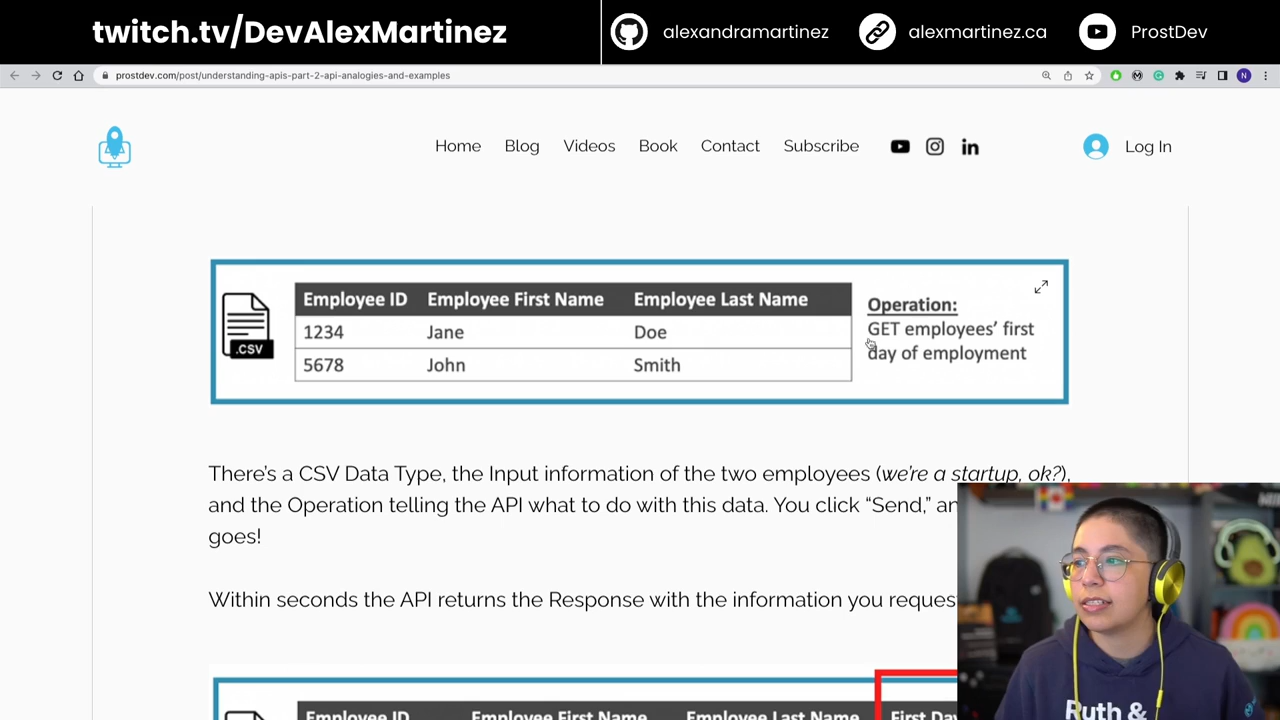 twitch.tv/DevAlexMartinez
alexandramartinez
alexmartinez.ca
ProstDev
prostdev.com/post/understanding-apis-part-2-api-analogies-and-examples
N
Home Blog Videos Book Contact Subscribe
Log In
Employee ID Employee First Name Employee Last Name
1234 Jane Doe
5678 John Smith
.CSV
Operation:
GET employees’ first
day of employment
There’s a CSV Data Type, the Input information of the two employees (we’re a startup, ok?),
and the Operation telling the API what to do with this data. You click “Send,” an
goes!
Within seconds the API returns the Response with the information you reques
Employee ID Employee First Name Employee Last Name First Da
Ruth &